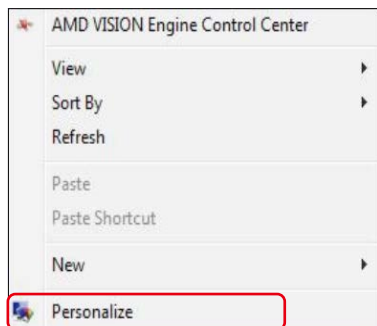 AMD VISION Engine Control Center
View
Sort By
Refresh
Paste
Paste Shortcut
New
Personalize